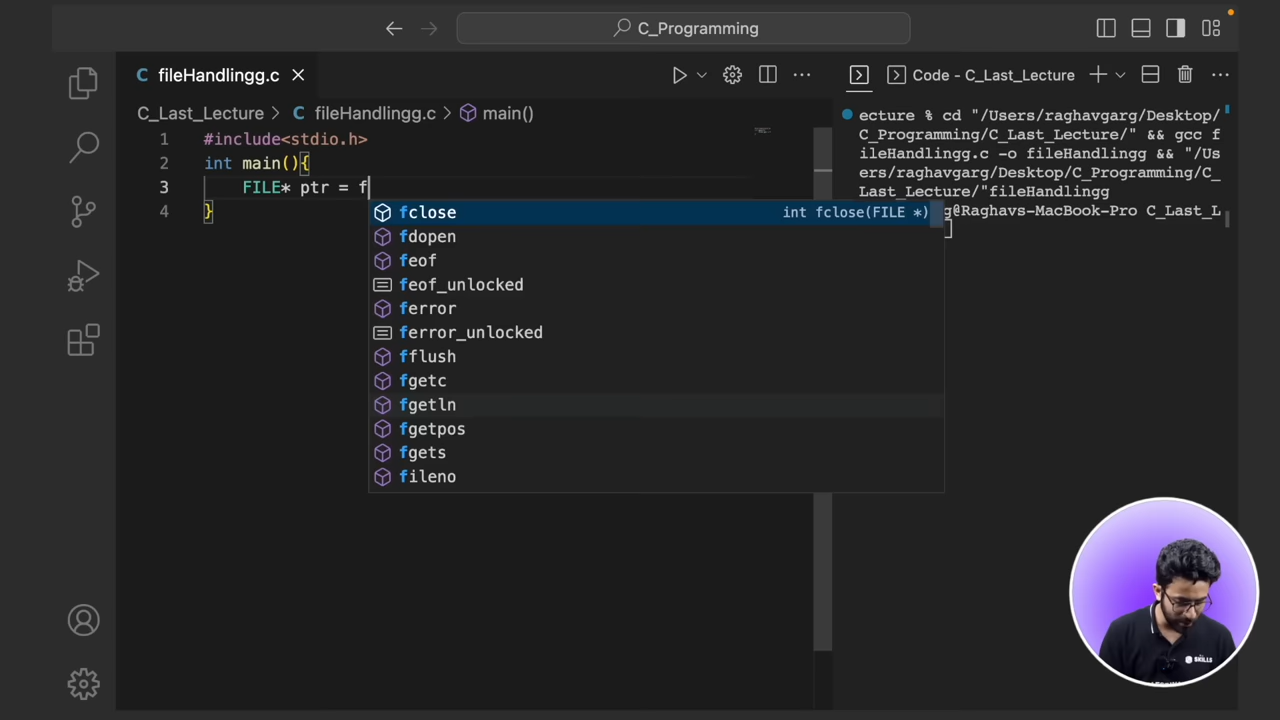 C_Programming
C fileHandlingg.c
Code - C_Last_Lecture
C_Last_Lecture > C fileHandlingg.c > main()
1 #include<stdio.h>
2 int main(){
3 FILE* ptr = f
4 }
fclose int fclose(FILE *)
fdopen
feof
feof_unlocked
ferror
ferror_unlocked
fflush
fgetc
fgetln
fgetpos
fgets
fileno
ecture % cd "/Users/raghavgarg/Desktop/
C_Programming/C_Last_Lecture/" && gcc f
ileHandlingg.c -o fileHandlingg && "/Us
ers/raghavgarg/Desktop/C_Programming/C_
Last_Lecture/"fileHandlingg
g@Raghavs-MacBook-Pro C_Last_L
SKILLS